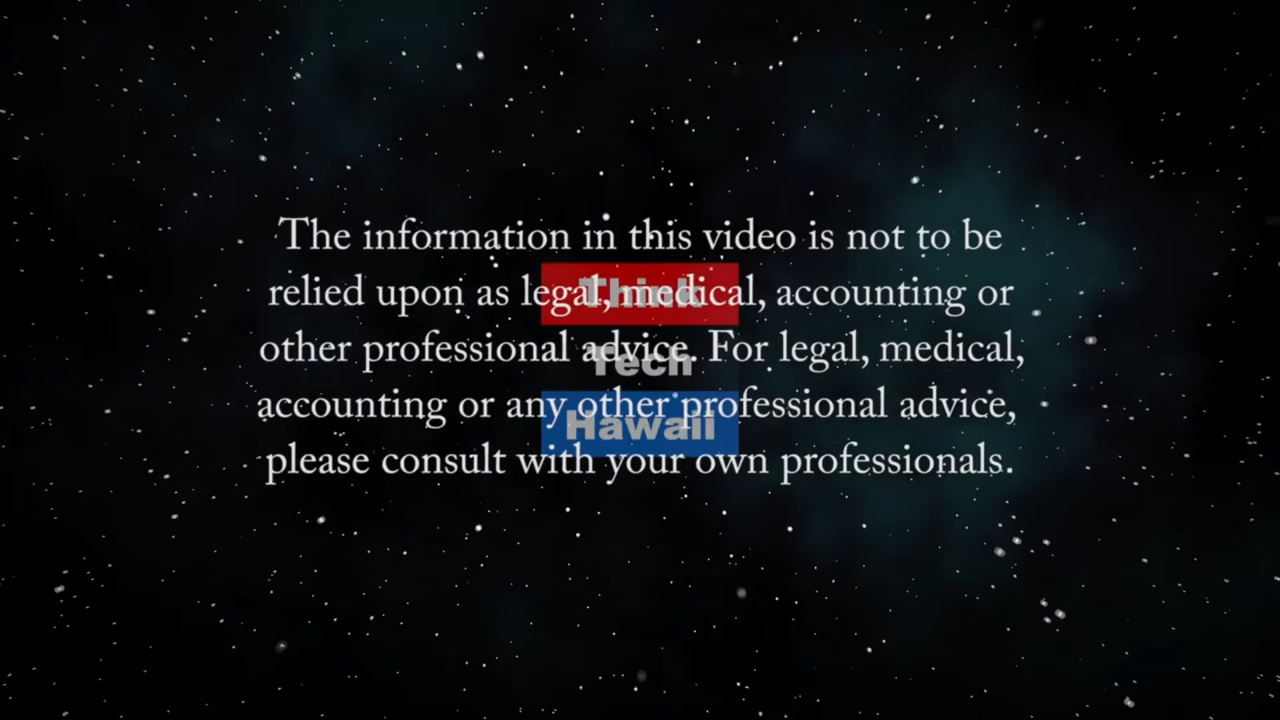 The information in this video is not to be
relied upon as legal, medical, accounting or
other professional advice. For legal, medical,
accounting or any other professional advice,
please consult with your own professionals.
Think
Tech
Hawaii